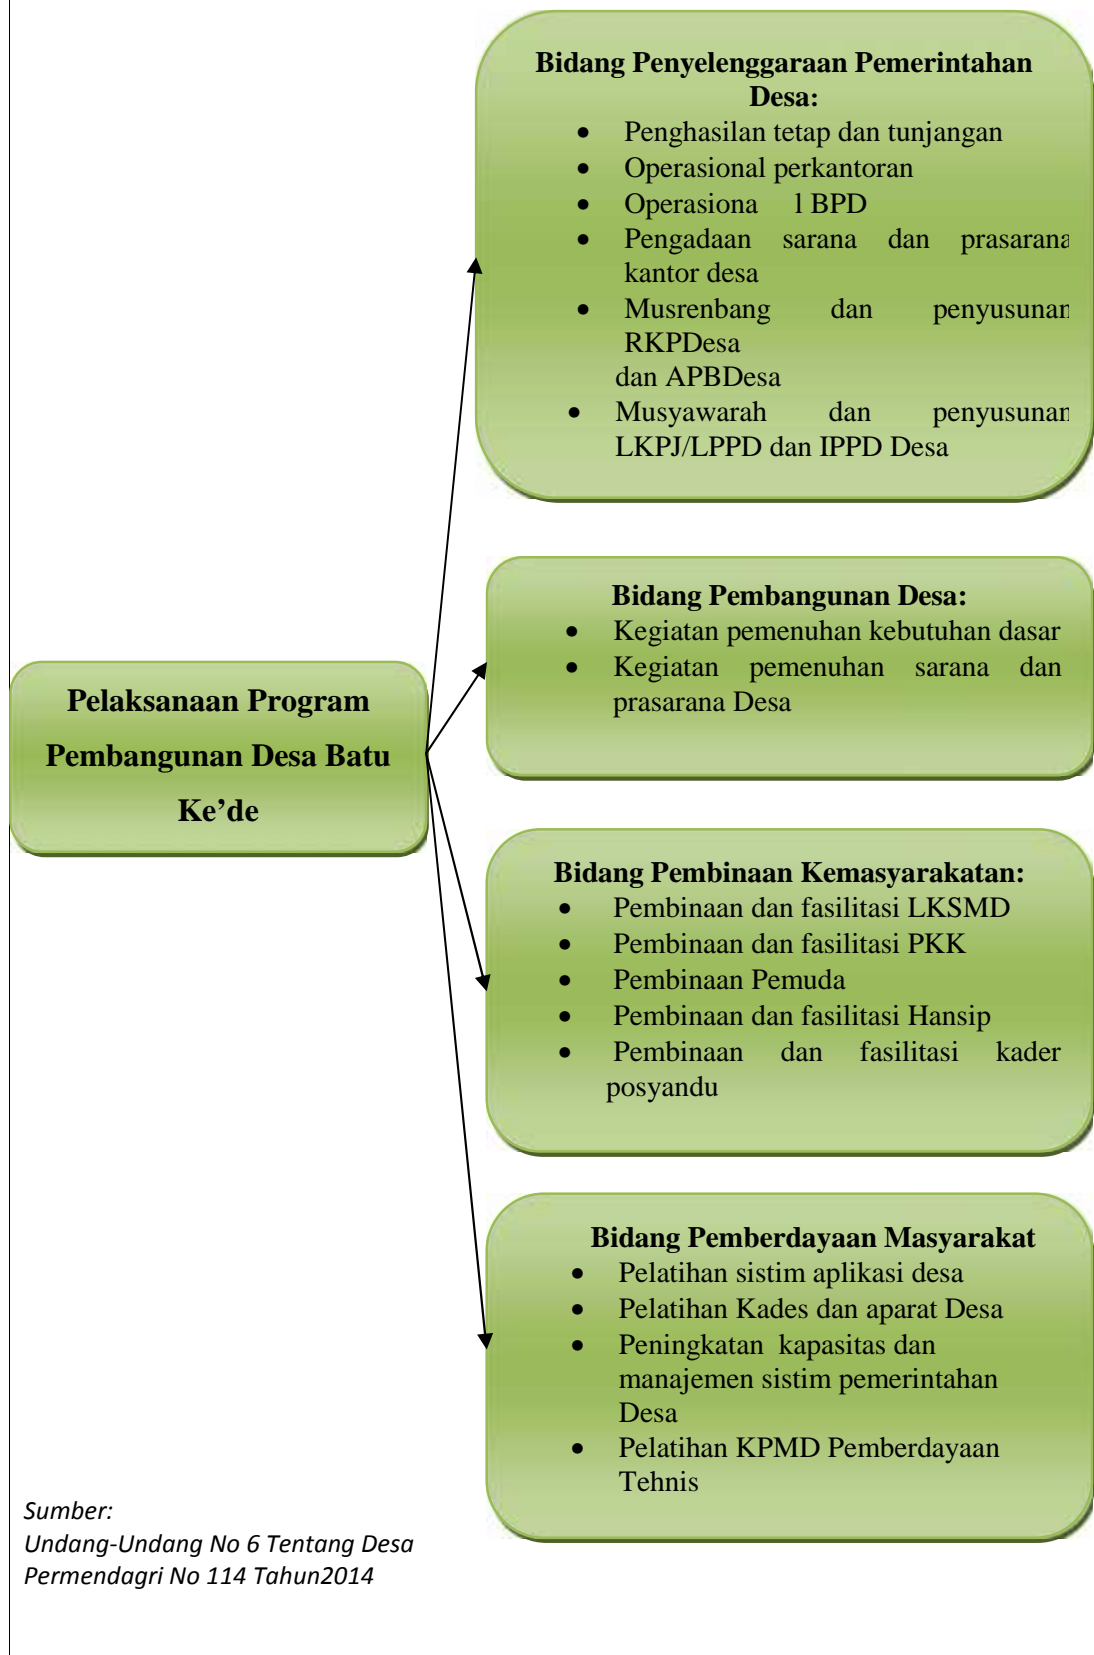 Bidang Penyelenggaraan Pemerintahan
Desa:
• Penghasilan tetap dan tunjangan
• Operasional perkantoran
• Operasiona l BPD
• Pengadaan sarana dan prasarana
kantor desa
• Musrenbang dan penyusunan
RKPDesa
dan APBDesa
• Musyawarah dan penyusunan
LKPJ/LPPD dan IPPD Desa
Bidang Pembangunan Desa:
• Kegiatan pemenuhan kebutuhan dasar
• Kegiatan pemenuhan sarana dan
prasarana Desa
Pelaksanaan Program
Pembangunan Desa Batu
Ke’de
Bidang Pembinaan Kemasyarakatan:
• Pembinaan dan fasilitasi LKSMD
• Pembinaan dan fasilitasi PKK
• Pembinaan Pemuda
• Pembinaan dan fasilitasi Hansip
• Pembinaan dan fasilitasi kader
posyandu
Bidang Pemberdayaan Masyarakat
• Pelatihan sistim aplikasi desa
• Pelatihan Kades dan aparat Desa
• Peningkatan kapasitas dan
manajemen sistim pemerintahan
Desa
• Pelatihan KPMD Pemberdayaan
Tehnis
Sumber:
Undang-Undang No 6 Tentang Desa
Permendagri No 114 Tahun2014